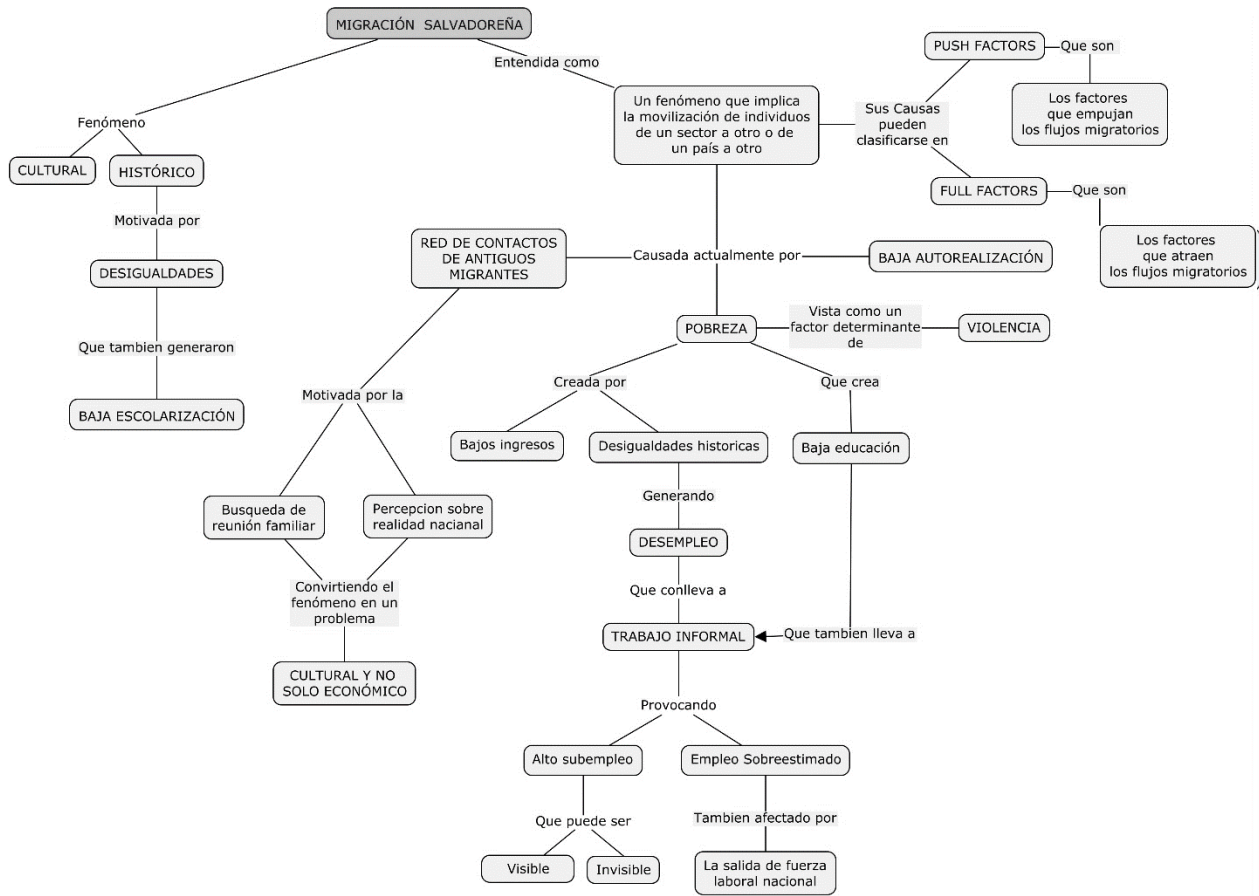 MIGRACIÓN SALVADOREÑA
Entendida como
PUSH FACTORS
Que son
Los factores
que empujan
los flujos migratorios
Un fenómeno que implica
la movilización de individuos
de un sector a otro o de
un país a otro
Sus Causas
pueden
clasificarse en
Fenómeno
CULTURAL
HISTÓRICO
FULL FACTORS
Que son
Los factores
que atraen
los flujos migratorios
Motivada por
DESIGUALDADES
RED DE CONTACTOS
DE ANTIGUOS
MIGRANTES
Causada actualmente por
BAJA AUTOREALIZACIÓN
Que tambien generaron
BAJA ESCOLARIZACIÓN
POBREZA
Vista como un
factor determinante
de
VIOLENCIA
Motivada por la
Creada por
Que crea
Bajos ingresos
Desigualdades historicas
Baja educación
Busqueda de
reunión familiar
Percepcion sobre
realidad nacianal
Generando
DESEMPLEO
Convirtiendo el
fenómeno en un
problema
Que conlleva a
TRABAJO INFORMAL
Que tambien lleva a
CULTURAL Y NO
SOLO ECONÓMICO
Provocando
Alto subempleo
Empleo Sobreestimado
Que puede ser
Tambien afectado por
Visible
Invisible
La salida de fuerza
laboral nacional